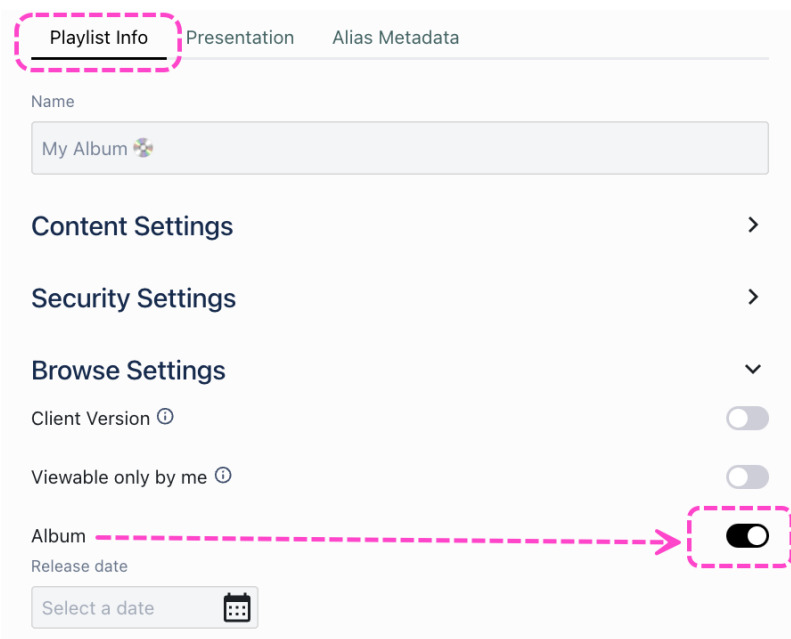 Playlist Info Presentation Alias Metadata
Name
My Album 💿
Content Settings
Security Settings
Browse Settings
Client Version
Viewable only by me
Album
Release date
Select a date